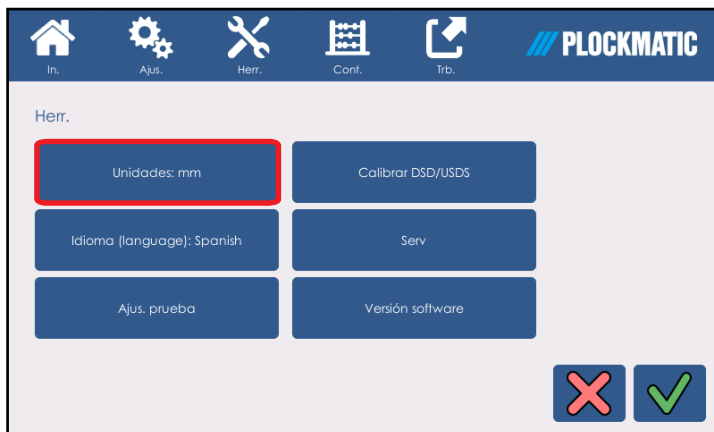 In.
Ajus.
Herr.
Cont.
Trb.
PLOCKMATIC
Herr.
Unidades: mm
Calibrar DSD/USDS
Idioma (language): Spanish
Serv
Ajus. prueba
Versión software